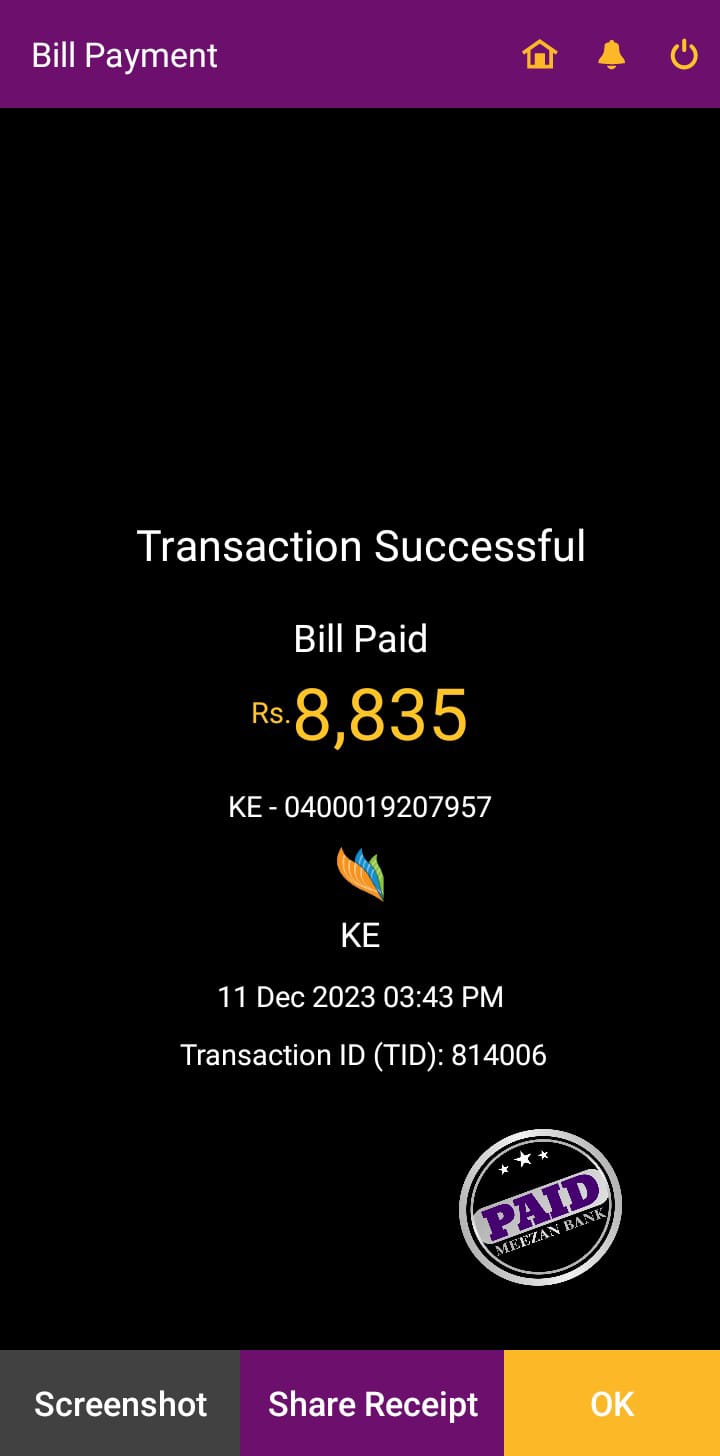 Bill Payment
Transaction Successful
Bill Paid
Rs.8,835
KE - 0400019207957
KE
11 Dec 2023 03:43 PM
Transaction ID (TID): 814006
PAID
MEEZAN BANK
Screenshot
Share Receipt
OK